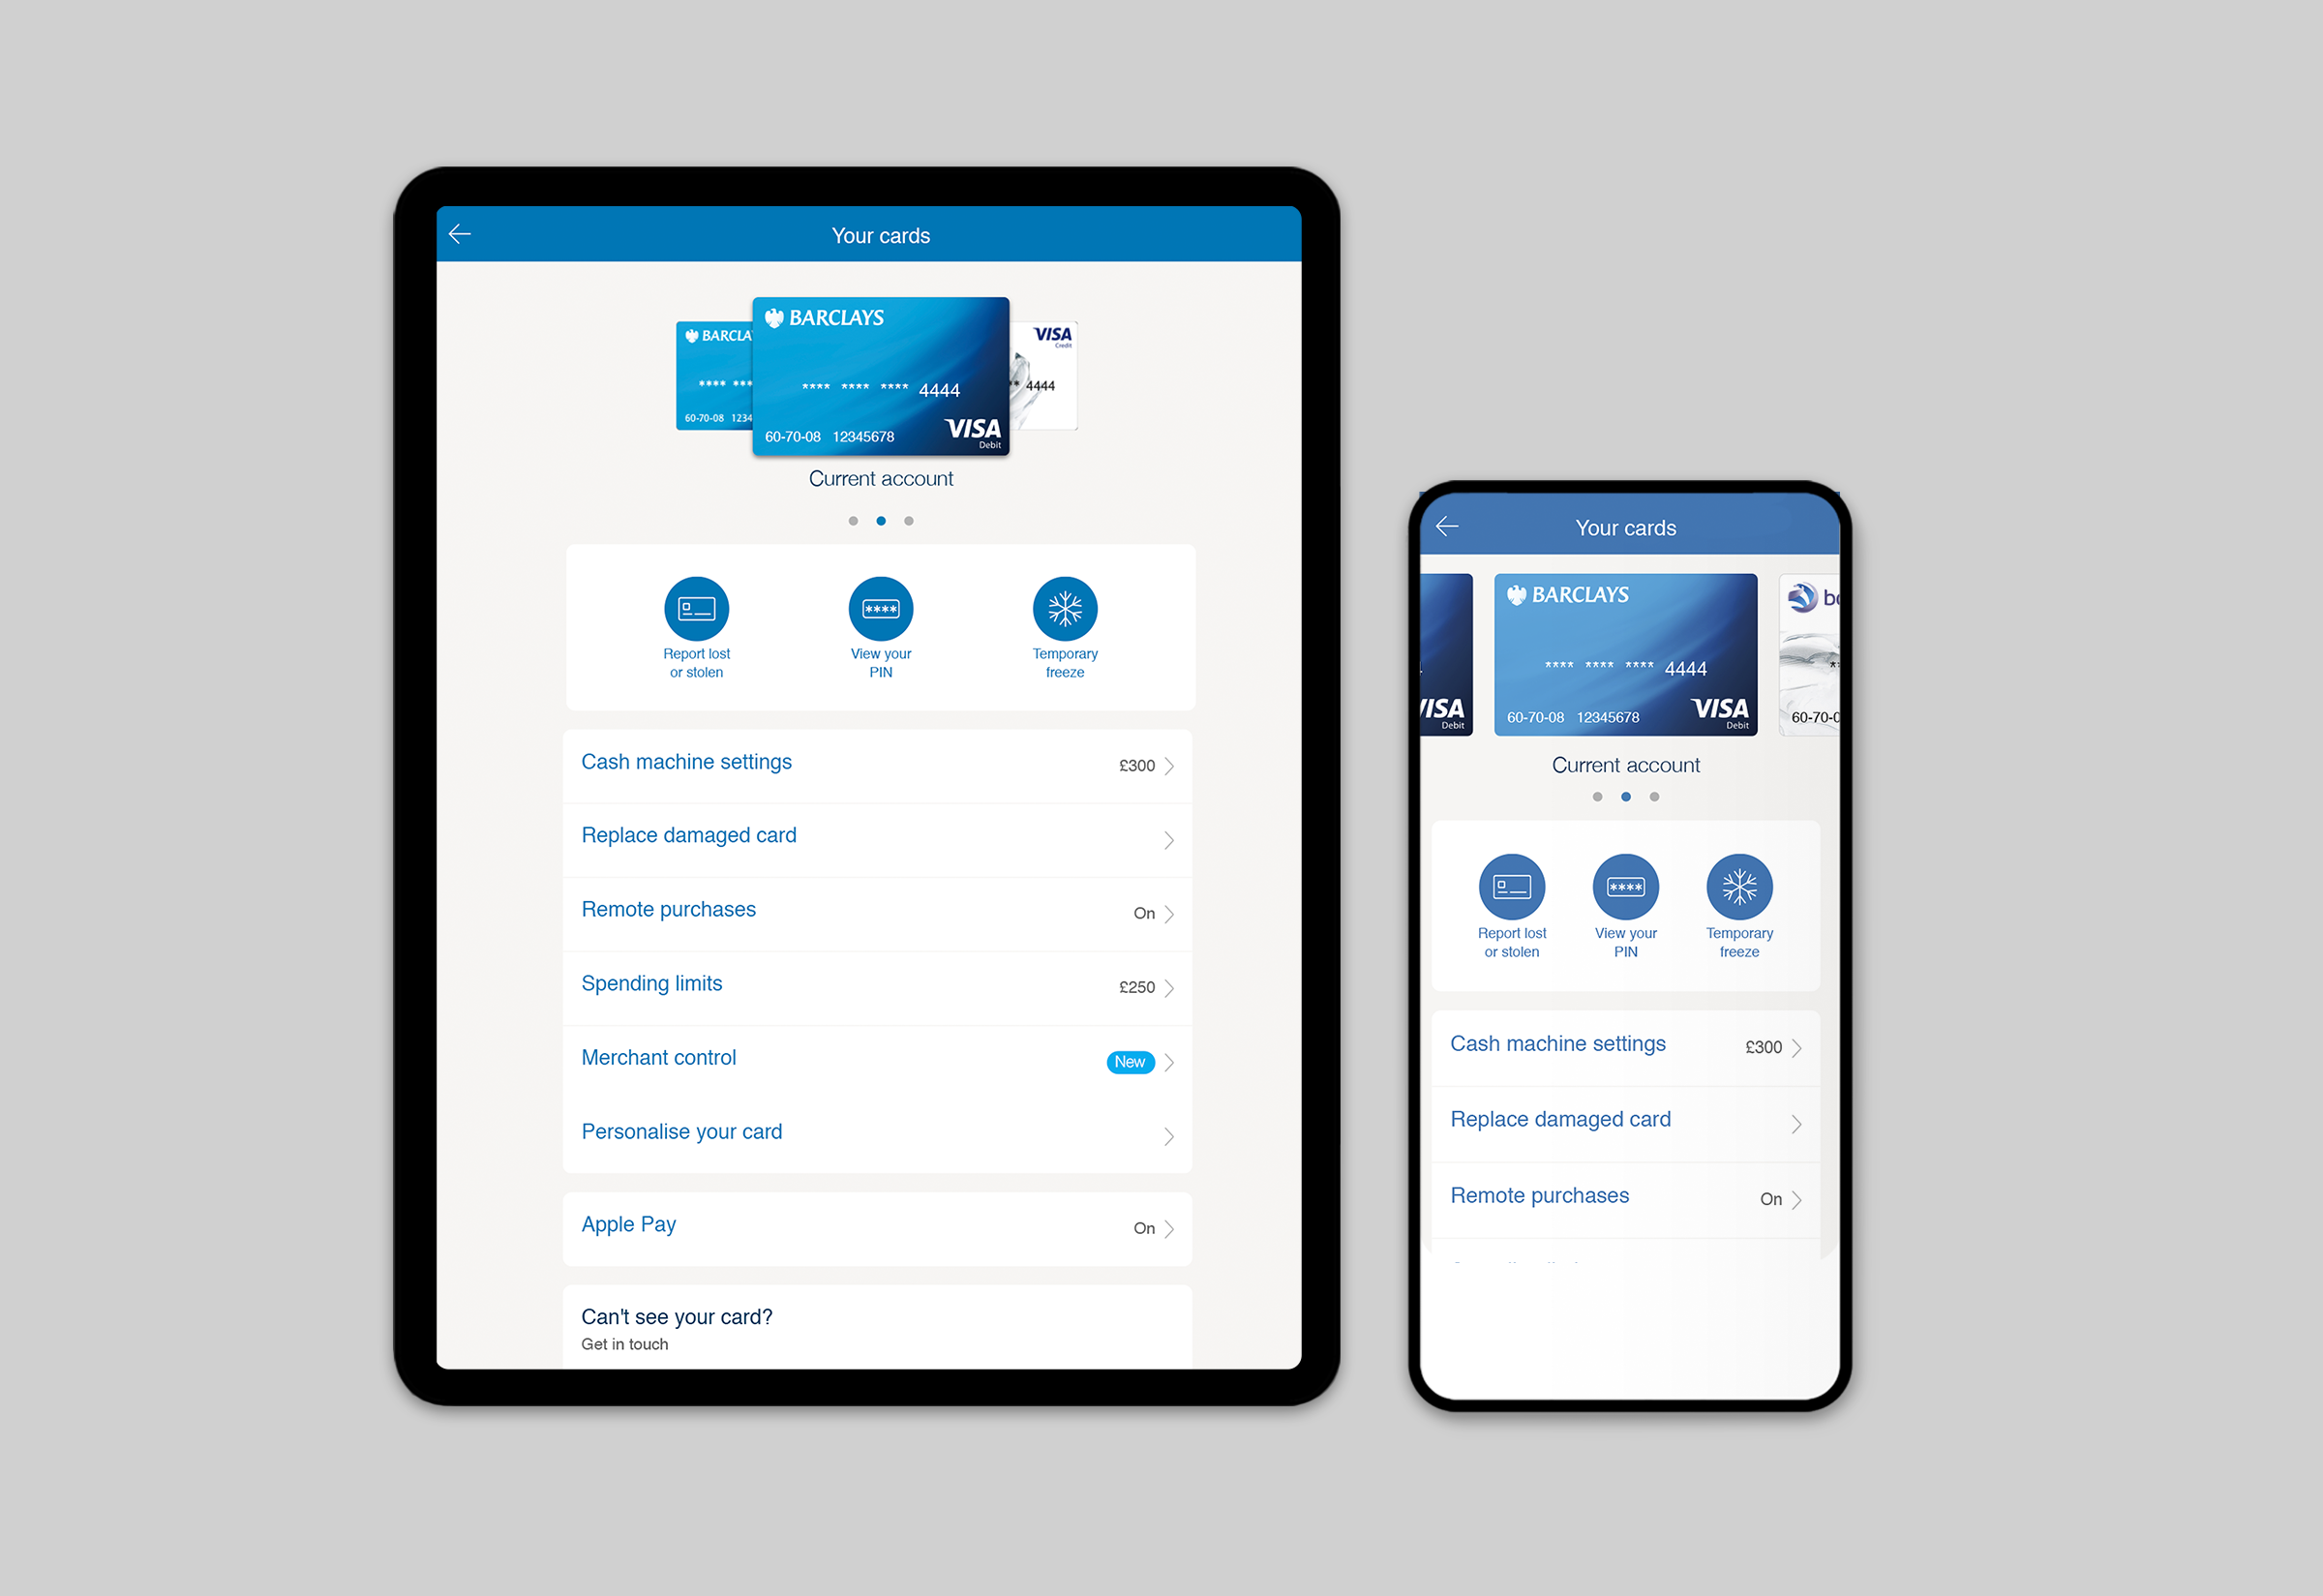 Your cards
BARCLAYS
**** **** **** 4444
60-70-08 12345678
VISA
Debit
BARCLA
**** ***
60-70-08 1234
VISA
Credit
** 4444
Current account
Report lost
or stolen
View your
PIN
Temporary
freeze
Cash machine settings £300
Replace damaged card
Remote purchases On
Spending limits £250
Merchant control New
Personalise your card
Apple Pay On
Can't see your card?
Get in touch
Your cards
VISA
Debit
BARCLAYS
**** **** **** 4444
60-70-08 12345678
VISA
Debit
60-70-0
Current account
Report lost
or stolen
View your
PIN
Temporary
freeze
Cash machine settings £300
Replace damaged card
Remote purchases On